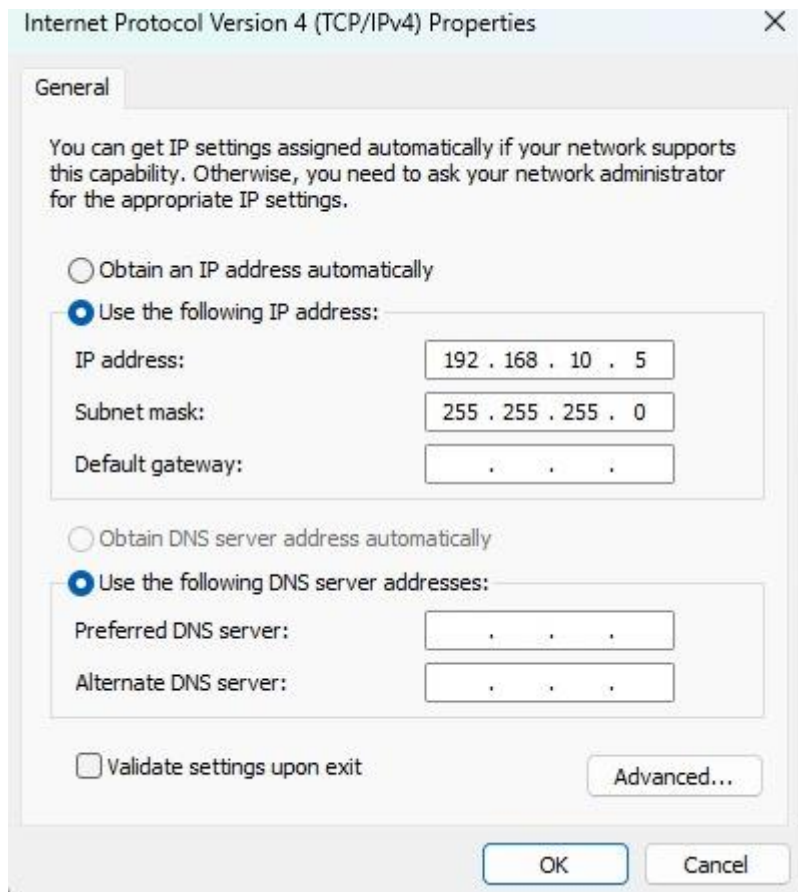 Internet Protocol Version 4 (TCP/IPv4) Properties
General
You can get IP settings assigned automatically if your network supports
this capability. Otherwise, you need to ask your network administrator
for the appropriate IP settings.
Obtain an IP address automatically
Use the following IP address:
IP address: 192 . 168 . 10 . 5
Subnet mask: 255 . 255 . 255 . 0
Default gateway: . . .
Obtain DNS server address automatically
Use the following DNS server addresses:
Preferred DNS server: . . .
Alternate DNS server: . . .
Validate settings upon exit
Advanced...
OK Cancel